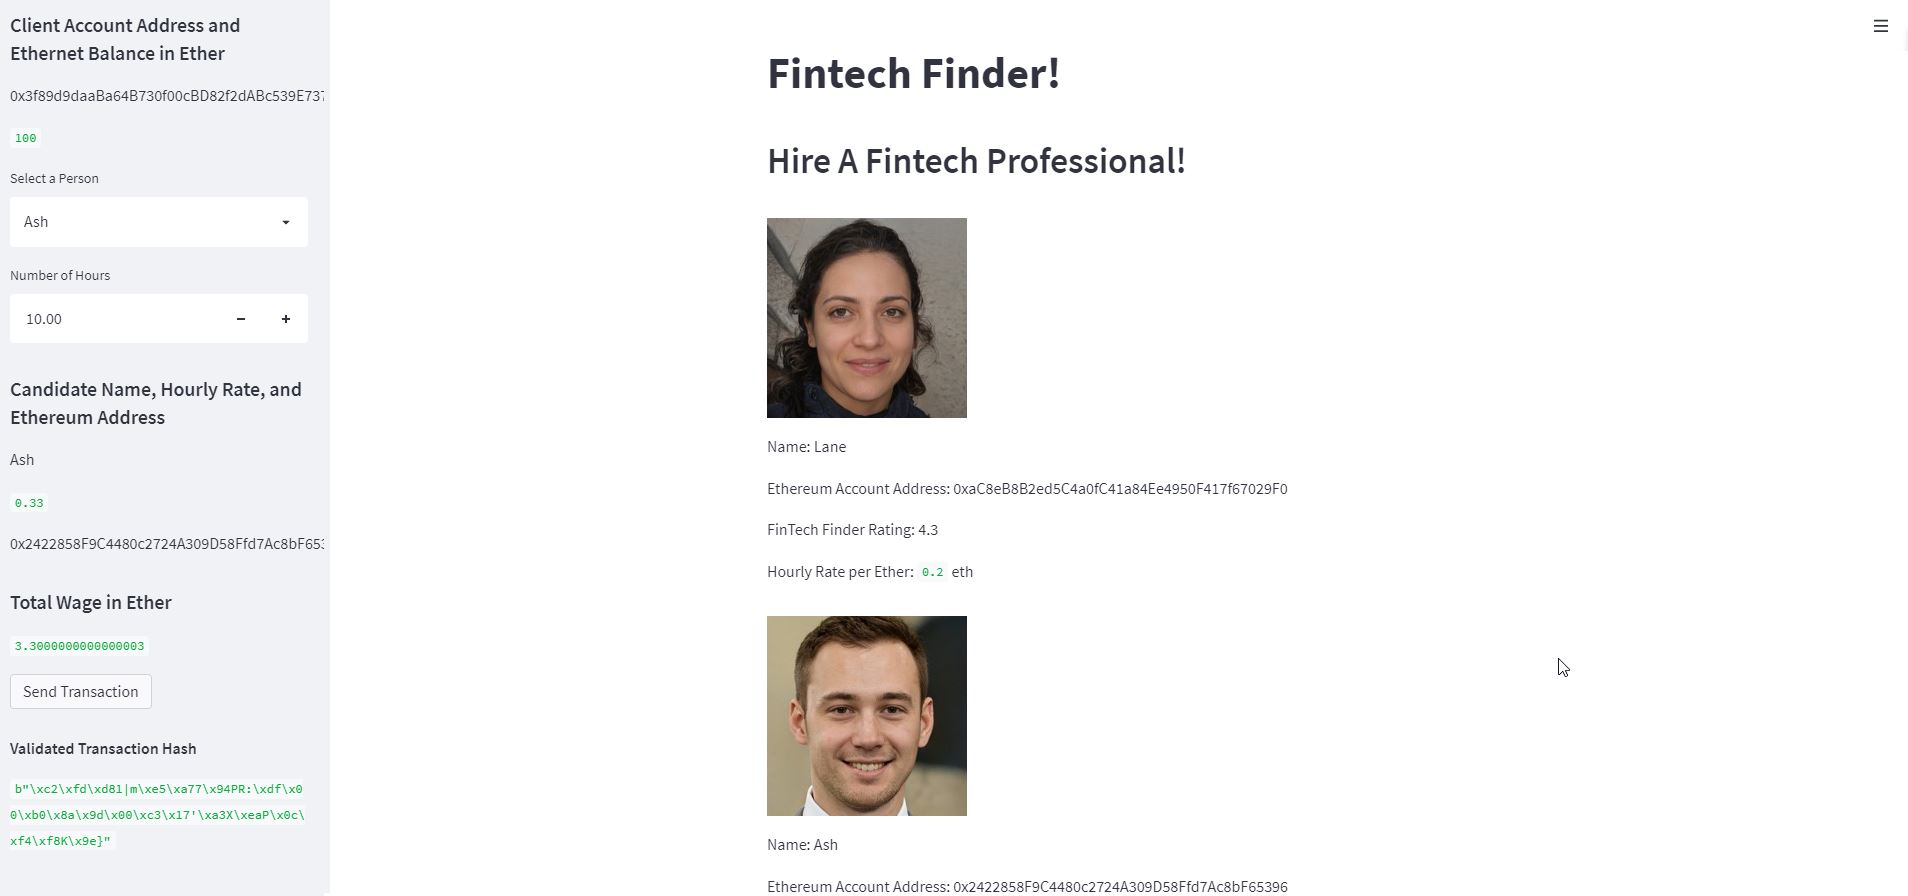 Client Account Address and
Ethernet Balance in Ether
0x3f89d9daaBa64B730f00cBD82f2dABc539E737
100
Select a Person
Ash
Number of Hours
10.00
Candidate Name, Hourly Rate, and
Ethereum Address
Ash
0.33
0x2422858F9C4480c2724A309D58Ffd7Ac8bF653
Total Wage in Ether
3.3000000000000003
Send Transaction
Validated Transaction Hash
b"\xc2\xfd\xd81|m\xe5\xa77\x94PR:\xdf\x0
0\xb0\x8a\x9d\x00\xc3\x17'\xa3X\xeaP\x0c\
xf4\xf8K\x9e}"
Fintech Finder!
Hire A Fintech Professional!
Name: Lane
Ethereum Account Address: 0xaC8eB8B2ed5C4a0fC41a84Ee4950F417f67029F0
FinTech Finder Rating: 4.3
Hourly Rate per Ether: 0.2 eth
Name: Ash
Ethereum Account Address: 0x2422858F9C4480c2724A309D58Ffd7Ac8bF65396